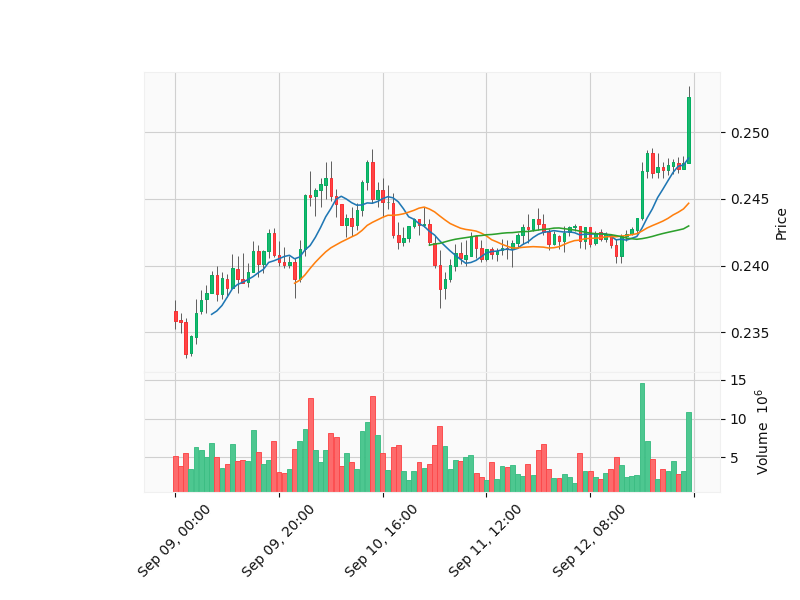 0.250
0.245
0.240
0.235
Price
15
10
5
Volume 10^6
Sep 09, 00:00
Sep 09, 20:00
Sep 10, 16:00
Sep 11, 12:00
Sep 12, 08:00